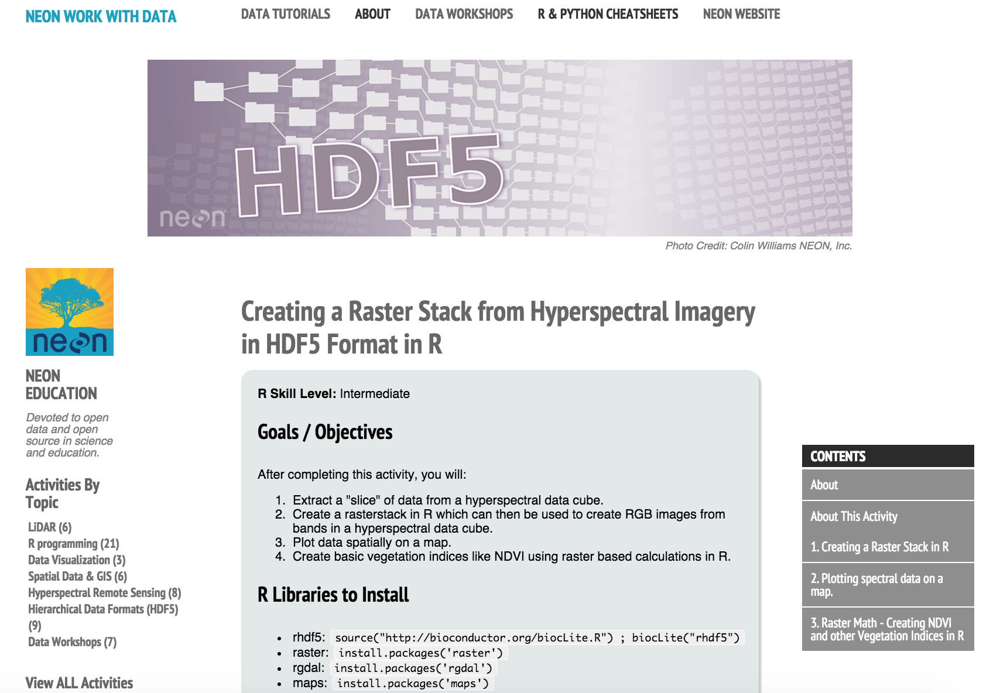 NEON WORK WITH DATA
DATA TUTORIALS
ABOUT
DATA WORKSHOPS
R & PYTHON CHEATSHEETS
NEON WEBSITE
HDF5
neon
Photo Credit: Colin Williams NEON, Inc.
neon
NEON
EDUCATION
Devoted to open
data and open
source in science
and education.
Activities By
Topic
LiDAR (6)
R programming (21)
Data Visualization (3)
Spatial Data & GIS (6)
Hyperspectral Remote Sensing (8)
Hierarchical Data Formats (HDF5)
(9)
Data Workshops (7)
View ALL Activities
Creating a Raster Stack from Hyperspectral Imagery
in HDF5 Format in R
R Skill Level: Intermediate
Goals / Objectives
After completing this activity, you will:
1. Extract a "slice" of data from a hyperspectral data cube.
2. Create a rasterstack in R which can then be used to create RGB images from
bands in a hyperspectral data cube.
3. Plot data spatially on a map.
4. Create basic vegetation indices like NDVI using raster based calculations in R.
R Libraries to Install
• rhdf5: source("http://bioconductor.org/biocLite.R") ; biocLite("rhdf5")
• raster: install.packages('raster')
• rgdal: install.packages('rgdal')
• maps: install.packages('maps')
CONTENTS
About
About This Activity
1. Creating a Raster Stack in R
2. Plotting spectral data on a
map.
3. Raster Math - Creating NDVI
and other Vegetation Indices in R